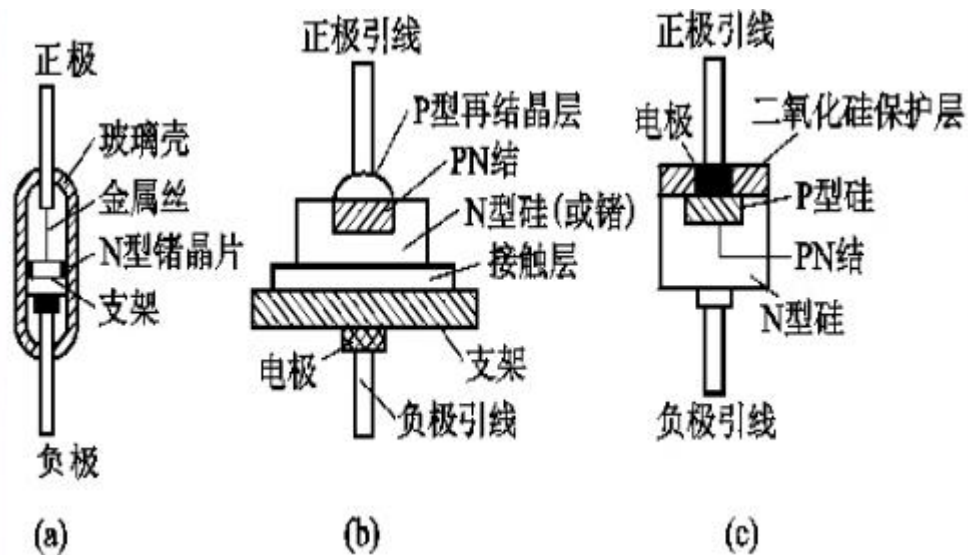 正极
玻璃壳
金属丝
N型锗晶片
支架
负极
(a)
正极引线
P型再结晶层
PN结
N型硅(或锗)
接触层
支架
电极
负极引线
(b)
正极引线
电极
二氧化硅保护层
P型硅
PN结
N型硅
负极引线
(c)